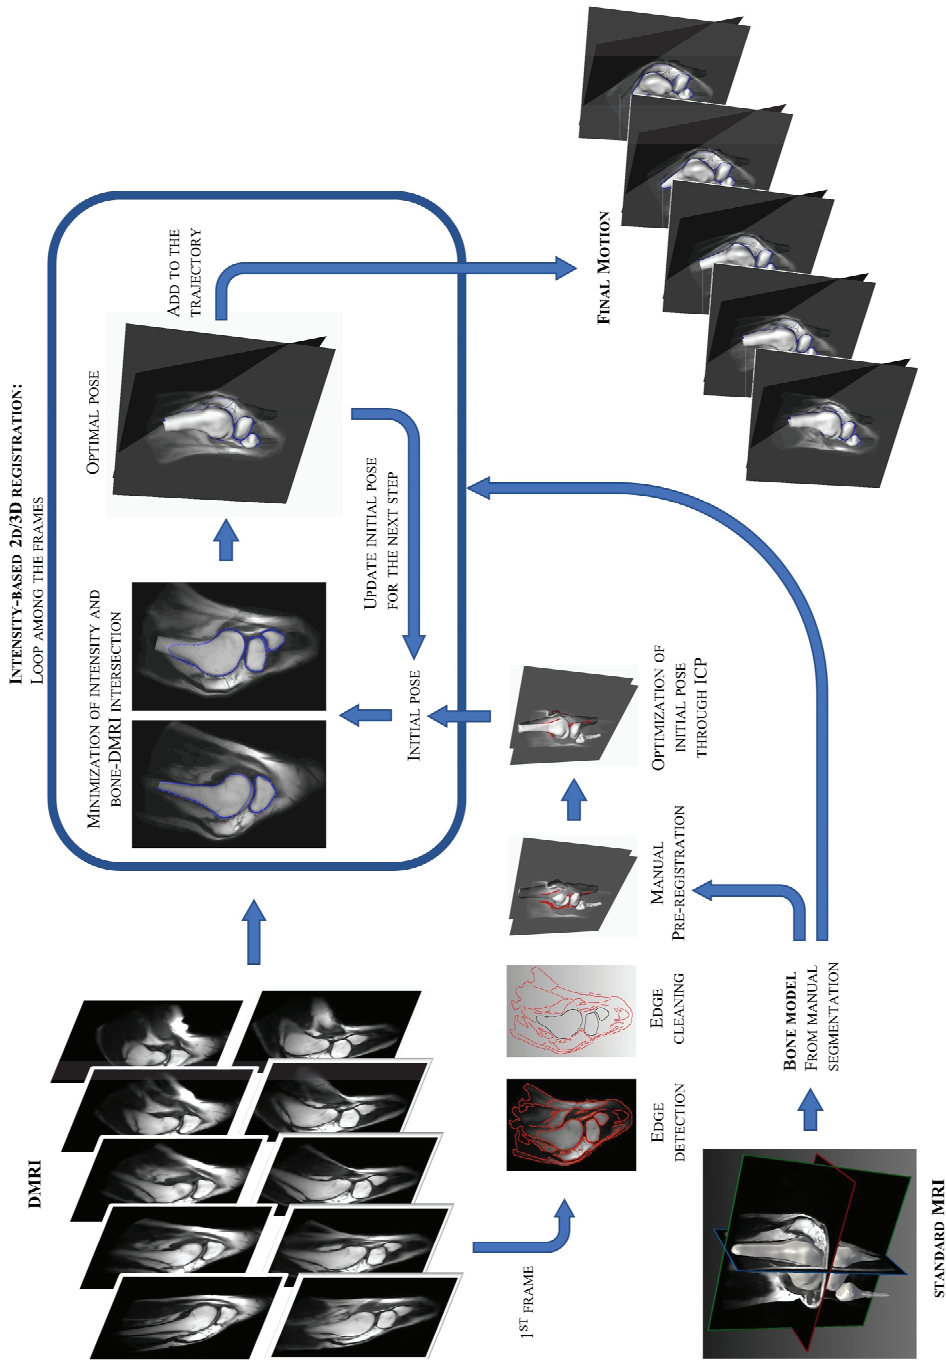 DMRI
1ST FRAME
EDGE
DETECTION
EDGE
CLEANING
MANUAL
PRE-REGISTRATION
OPTIMIZATION OF
INITIAL POSE
THROUGH ICP
STANDARD MRI
BONE MODEL
FROM MANUAL
SEGMENTATION
INTENSITY-BASED 2D/3D REGISTRATION:
LOOP AMONG THE FRAMES
MINIMIZATION OF INTENSITY AND
BONE-DMRI INTERSECTION
INITIAL POSE
OPTIMAL POSE
UPDATE INITIAL POSE
FOR THE NEXT STEP
ADD TO THE
TRAJECTORY
FINAL MOTION